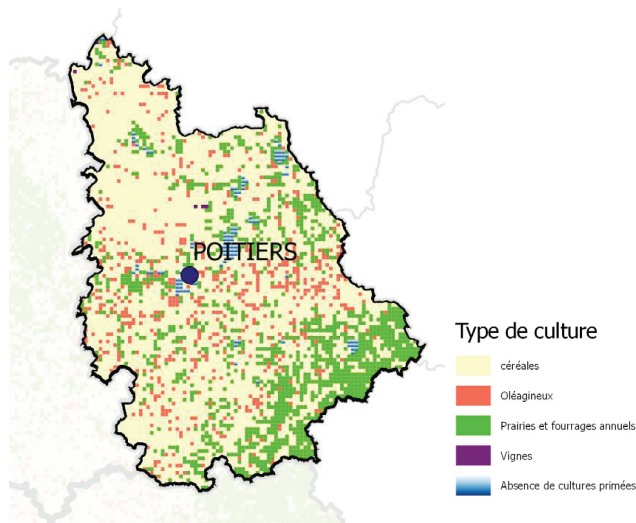 POITIERS
Type de culture
céréales
Oléagineux
Prairies et fourrages annuels
Vignes
Absence de cultures primées